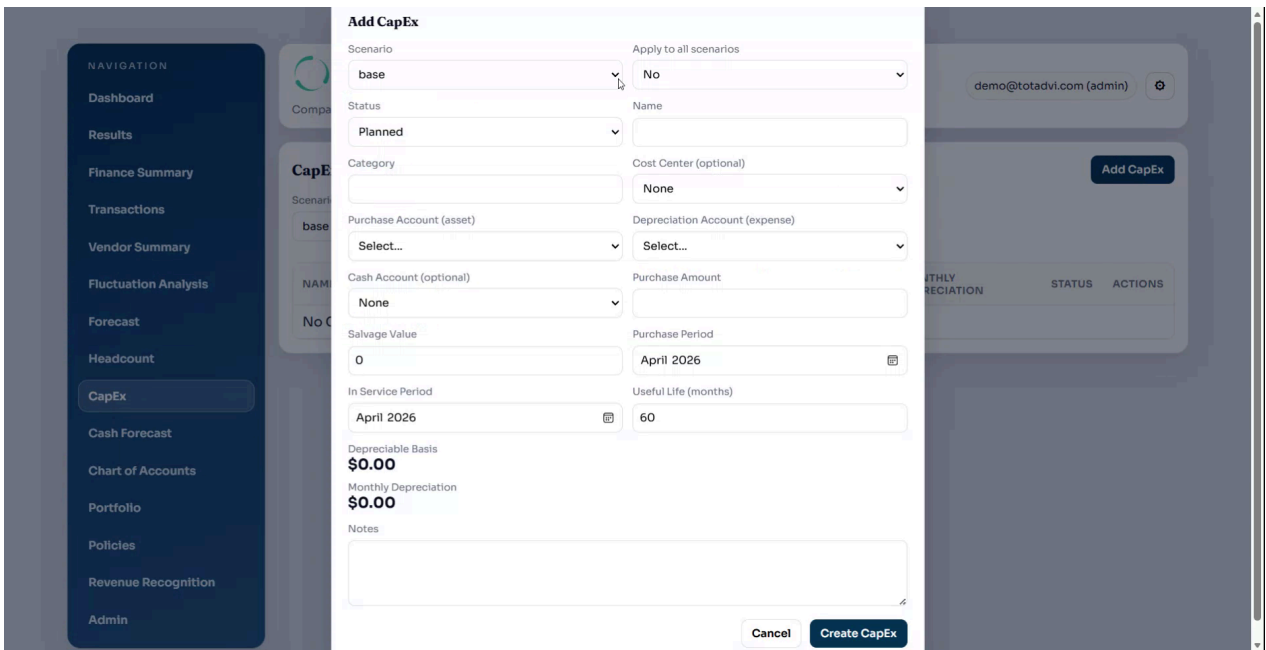 Add CapEx
NAVIGATION
Dashboard
Results
Finance Summary
Transactions
Vendor Summary
Fluctuation Analysis
Forecast
Headcount
CapEx
Cash Forecast
Chart of Accounts
Portfolio
Policies
Revenue Recognition
Admin
demo@totadvi.com (admin)
Add CapEx
base
STATUS ACTIONS
Scenario Apply to all scenarios
base No
Status Name
Planned
Category Cost Center (optional)
None
Purchase Account (asset) Depreciation Account (expense)
Select... Select...
Cash Account (optional) Purchase Amount
None
Salvage Value Purchase Period
0 April 2026
In Service Period Useful Life (months)
April 2026 60
Depreciable Basis
$0.00
Monthly Depreciation
$0.00
Notes
Cancel Create CapEx